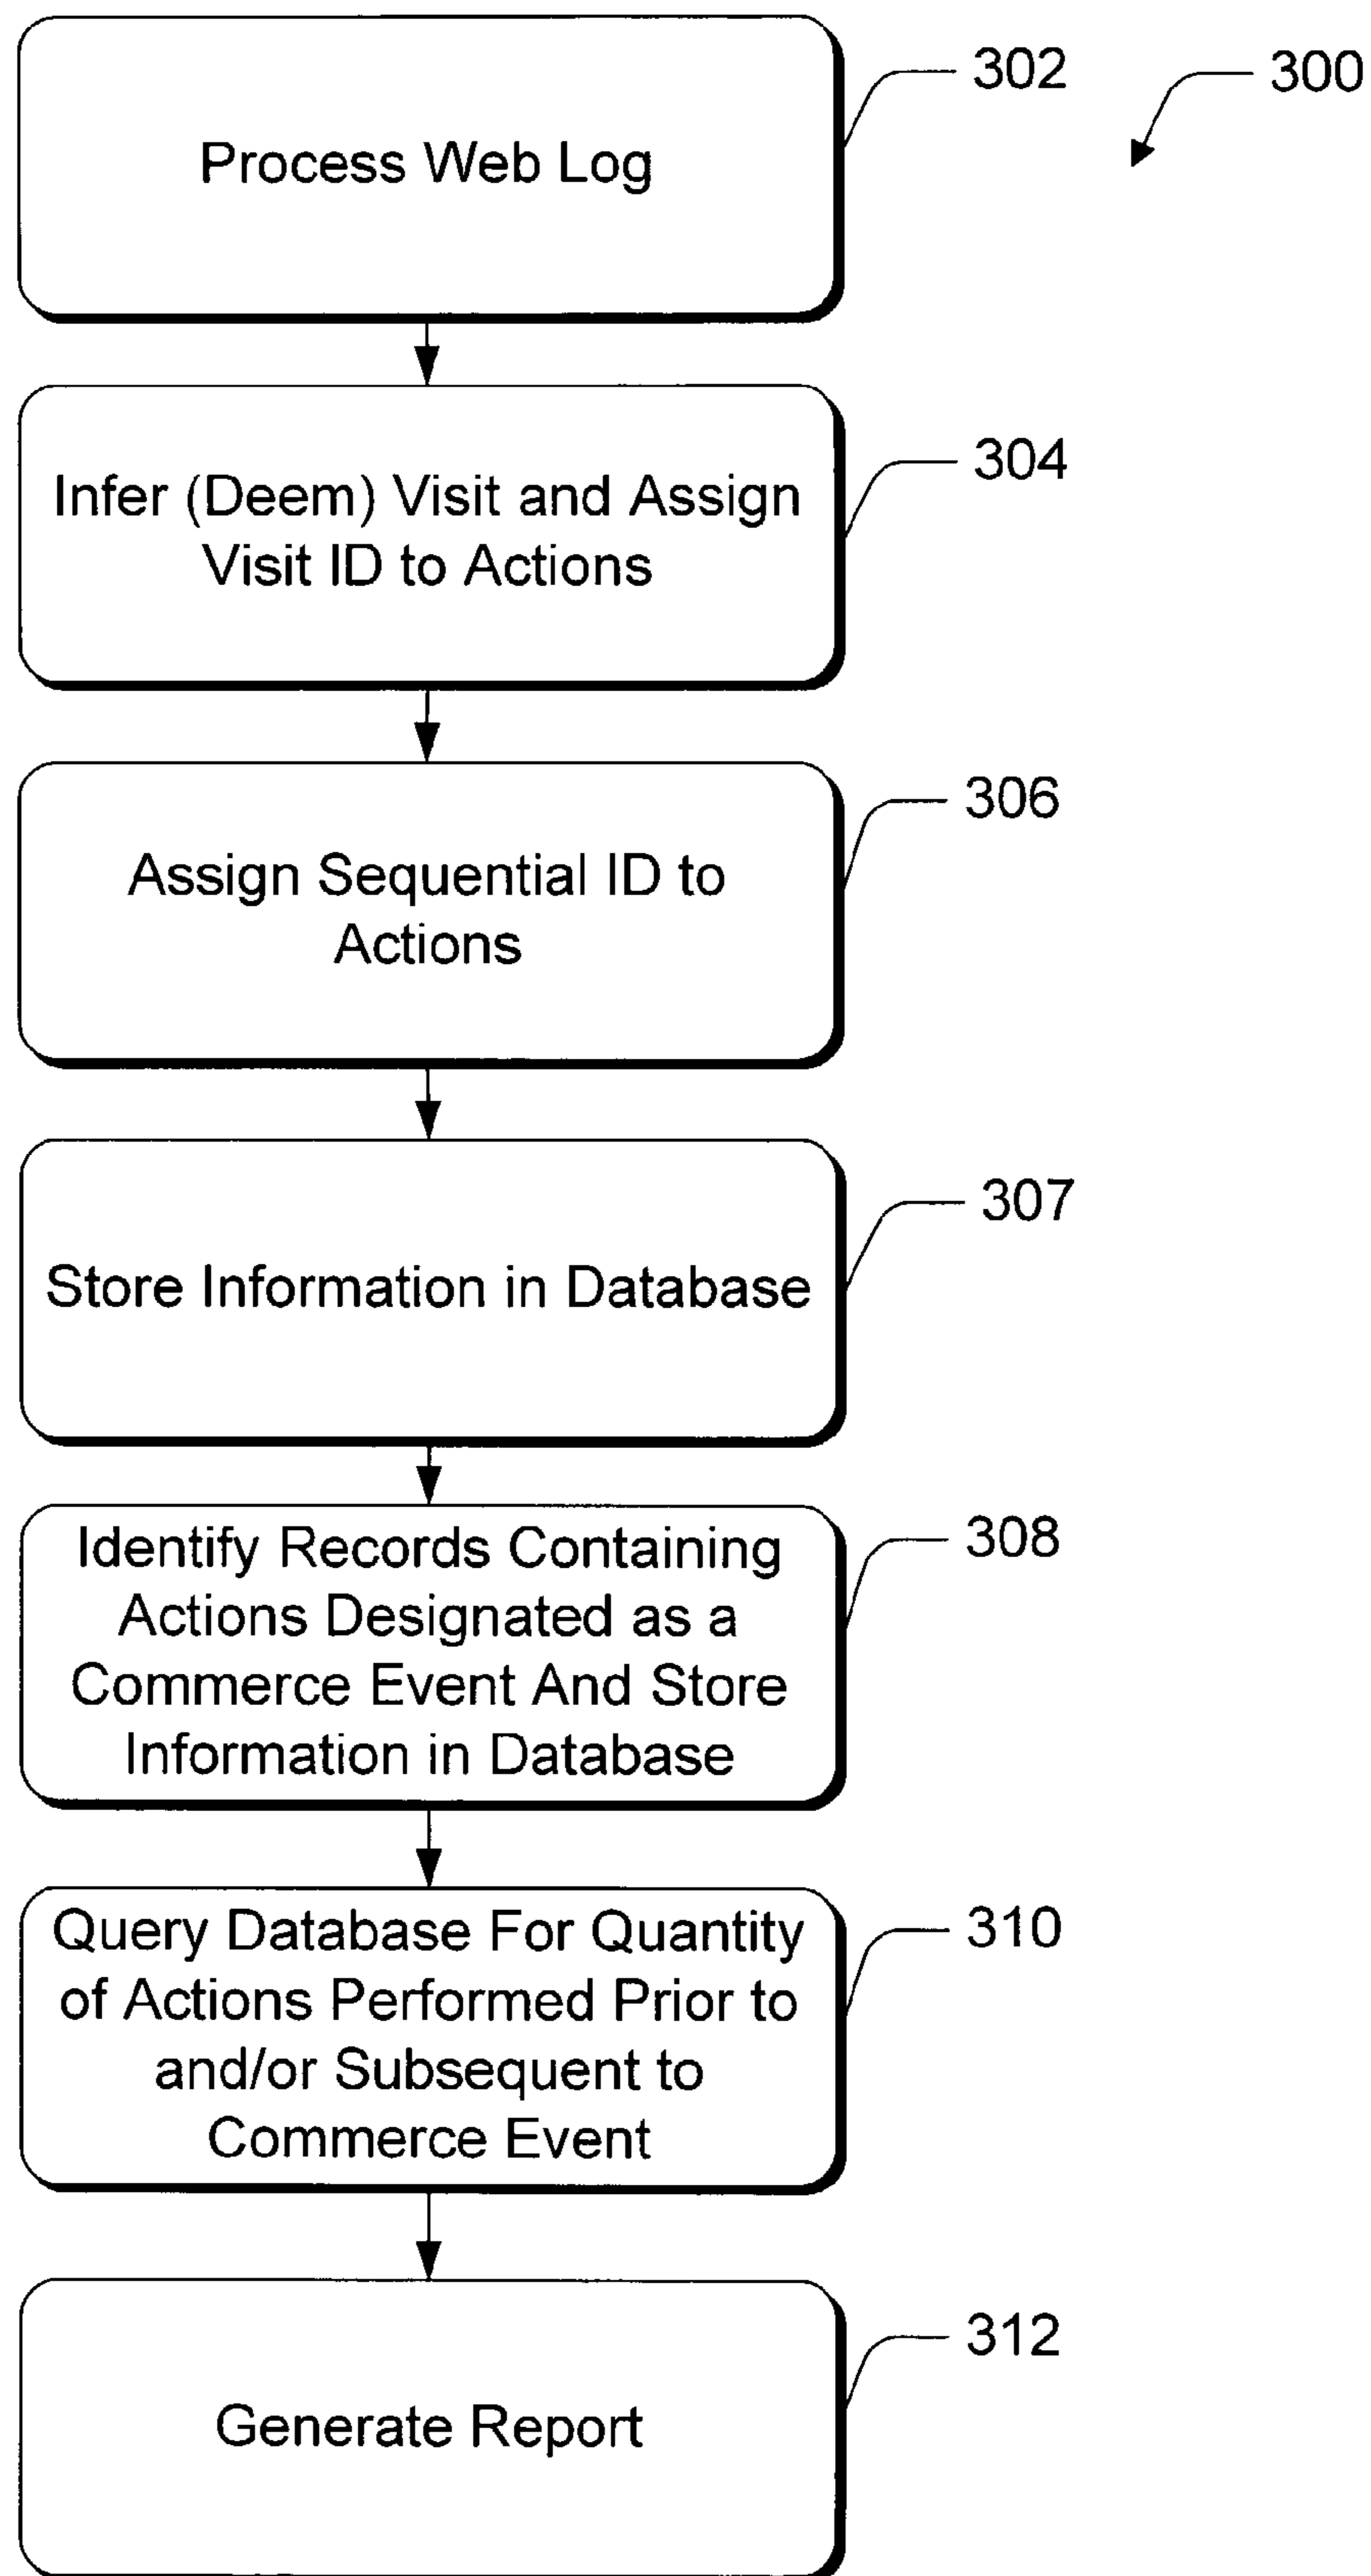 Process Web Log
302
300
Infer (Deem) Visit and Assign
Visit ID to Actions
304
Assign Sequential ID to
Actions
306
Store Information in Database
307
Identify Records Containing
Actions Designated as a
Commerce Event And Store
Information in Database
308
Query Database For Quantity
of Actions Performed Prior to
and/or Subsequent to
Commerce Event
310
Generate Report
312